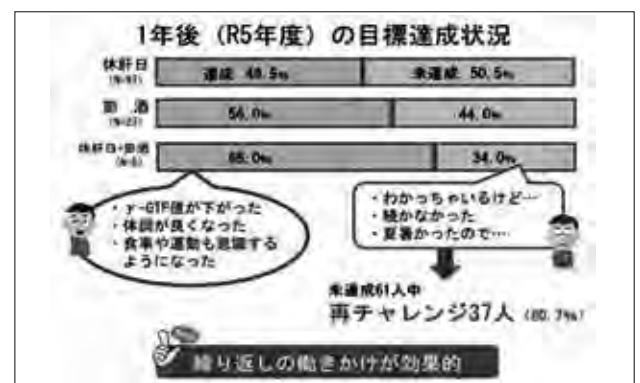 1年後（R5年度）の目標達成状況
休肝日
達成 49.5%
未達成 50.5%
節 酒
56.0%
44.0%
休肝日+節酒
34.0%
・γ-GTP値が下がった
・体調が良くなった
・食事や運動も意識する
ようになった
・わかっちゃいるけど…
・続かなかった
・夏暑かったので…
未達成61人中
再チャレンジ37人
繰り返しの働きかけが効果的